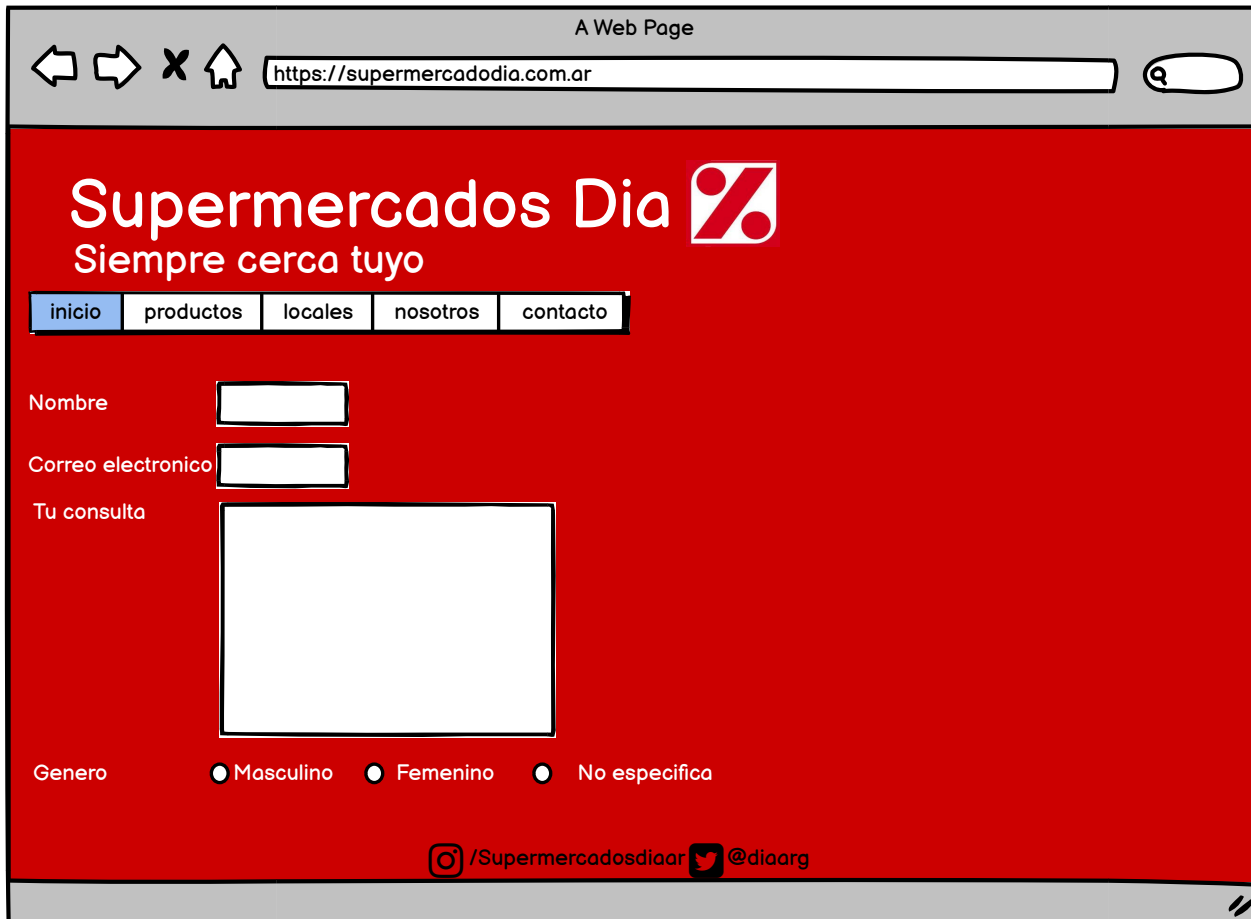 A Web Page
https://supermercadodia.com.ar
Supermercados Dia
Siempre cerca tuyo
inicio productos locales nosotros contacto
Nombre
Correo electronico
Tu consulta
Genero Masculino Femenino No especifica
/Supermercadosdiaar @diaarg